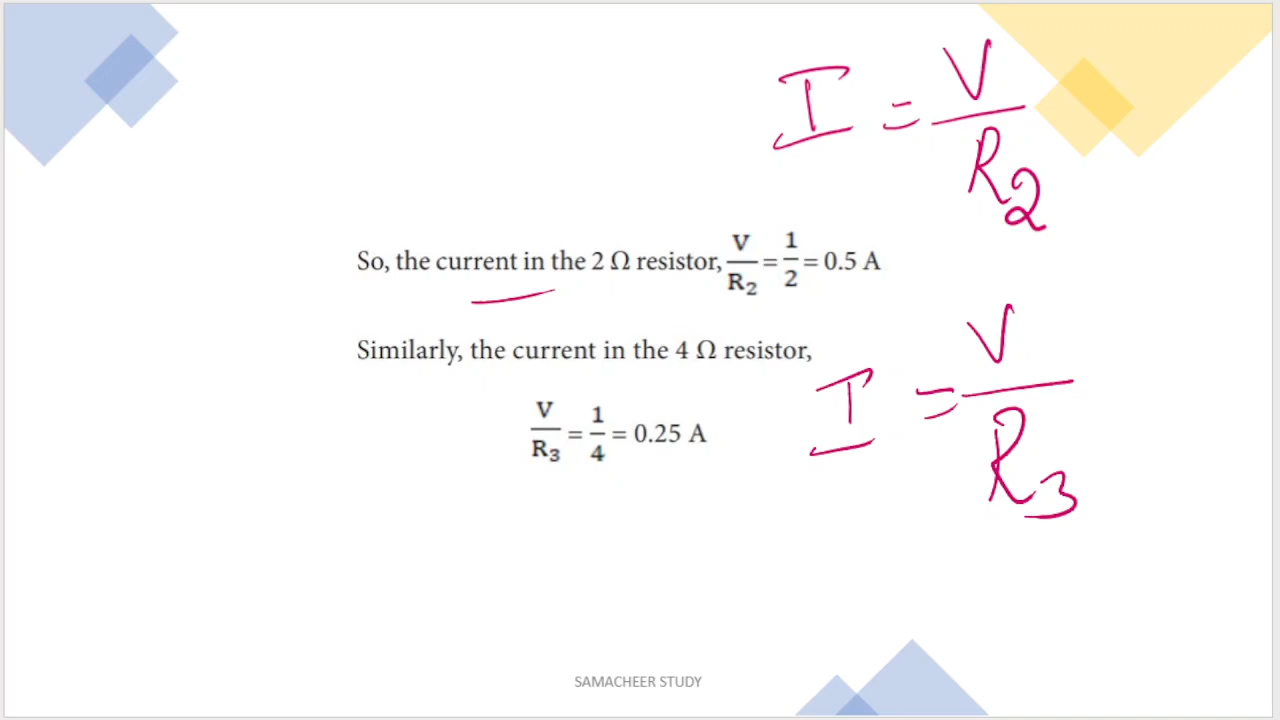 I = V/R2
So, the current in the 2 Ω resistor, V/R₂ = 1/2 = 0.5 A
Similarly, the current in the 4 Ω resistor,
I = V/R3
V/R₃ = 1/4 = 0.25 A
SAMACHEER STUDY